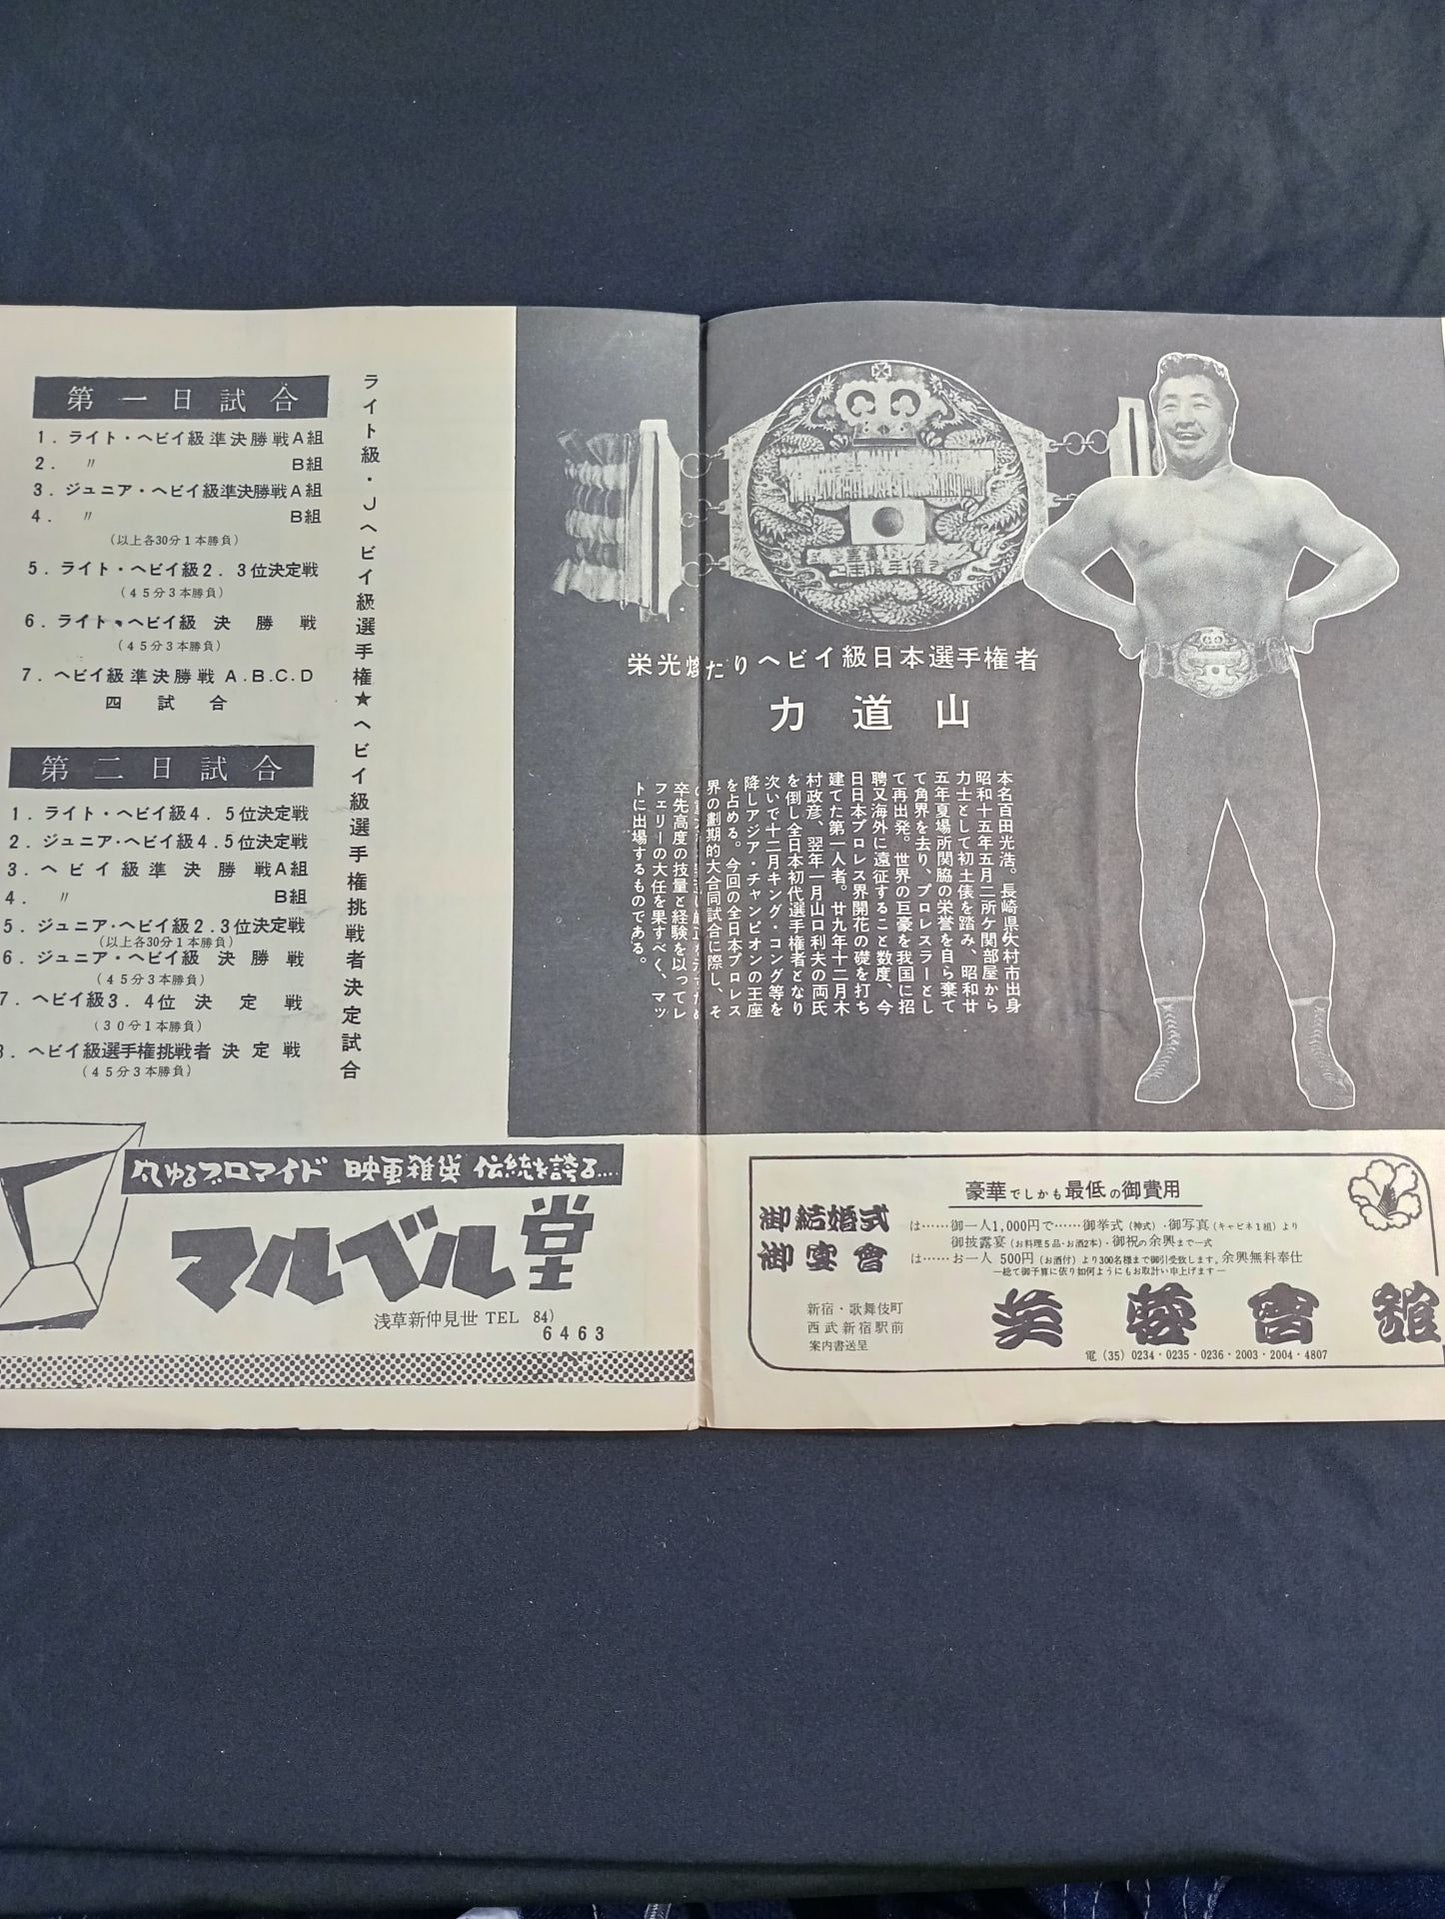 第一日試合
1. ライト・ヘビイ級準決勝戦A組
2. 〃 B組
3. ジュニア・ヘビイ級準決勝戦A組
4. 〃 B組
(以上各30分1本勝負)
5. ライト・ヘビイ級2.3位決定戦
(45分3本勝負)
6. ライト・ヘビイ級決勝戦
(45分3本勝負)
7. ヘビイ級準決勝戦 A.B.C.D
四試合
第二日試合
1. ライト・ヘビイ級4.5位決定戦
2. ジュニア・ヘビイ級4.5位決定戦
3. ヘビイ級準決勝戦A組
4. 〃 B組
5. ジュニア・ヘビイ級2.3位決定戦
(以上各30分1本勝負)
6. ジュニア・ヘビイ級決勝戦
(45分3本勝負)
7. ヘビイ級3.4位決定戦
(30分1本勝負)
8. ヘビイ級選手権挑戦者決定戦
(45分3本勝負)
ライト級・Jヘビイ級選手権★ヘビイ級選手権挑戦者決定試合
栄光燦たりヘビイ級日本選手権者
力道山
本名百田光浩。長崎県大村市出身
昭和十五年五月二所ケ関部屋から
力士として初土俵を踏み、昭和廿
五年夏場所関脇の栄誉を自ら棄て
て角界を去り、プロレスラーとし
て再出発。世界の巨豪を我国に招
聘又海外に遠征すること数度、今
日日本プロレス界開花の礎を打ち
建てた第一人者。廿九年十二月木
村政彦、翌年一月山口利夫の両氏
を倒し全日本初代選手権者となり
次いで十二月キング・コング等を
降しアジア・チャンピオンの王座
を占める。今回の全日本プロレス
界の劃期的大合同試合に際し、そ
卒先高度の技量と経験を以ってレ
フェリーの大任を果すべく、マッ
トに出場するものである。
凡ゆるブロマイド 映画雑貨 伝統を誇る....
マルベル堂
浅草新仲見世 TEL 84)
6463
豪華でしかも最低の御費用
御結婚式
は……御一人1,000円で……御挙式(神式)・御写真(キャビネ1組)より
御披露宴(お料理5品・お酒2本)・御祝の余興まで一式
御宴會
は……お一人 500円(お酒付)より300名様まで御引受致します。余興無料奉仕
―総て御予算に依り如何ようにもお取計い申上げます―
新宿・歌舞伎町
西武新宿駅前
案内書送呈
芙蓉會舘
電(35)0234・0235・0236・2003・2004・4807